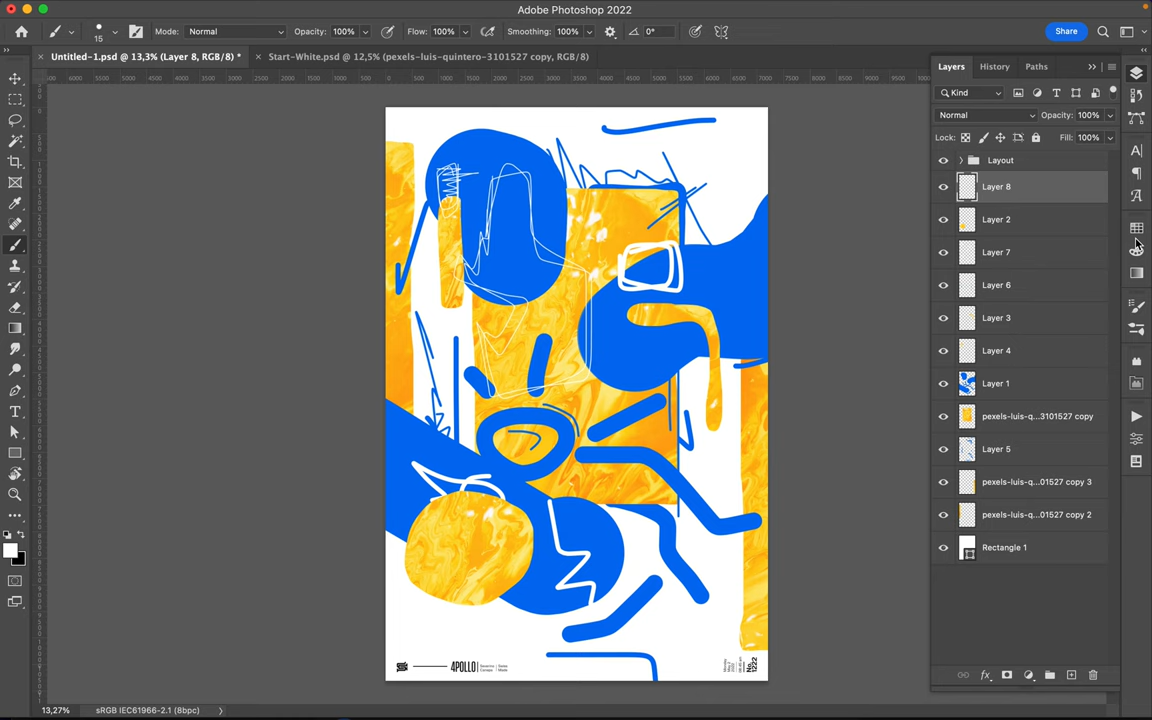 Adobe Photoshop 2022
15
Mode: Normal
Opacity: 100%
Flow: 100%
Smoothing: 100%
0°
Share
Untitled-1.psd @ 13,3% (Layer 8, RGB/8) *
Start-White.psd @ 12,5% (pexels-luis-quintero-3101527 copy, RGB/8)
Layers
History
Paths
Kind
Normal
Opacity: 100%
Lock:
Fill: 100%
Layout
Layer 8
Layer 2
Layer 7
Layer 6
Layer 3
Layer 4
Layer 1
pexels-luis-q...3101527 copy
Layer 5
pexels-luis-q...01527 copy 3
pexels-luis-q...01527 copy 2
Rectangle 1
4POLLO
No.
1222
13,27%
sRGB IEC61966-2.1 (8bpc)